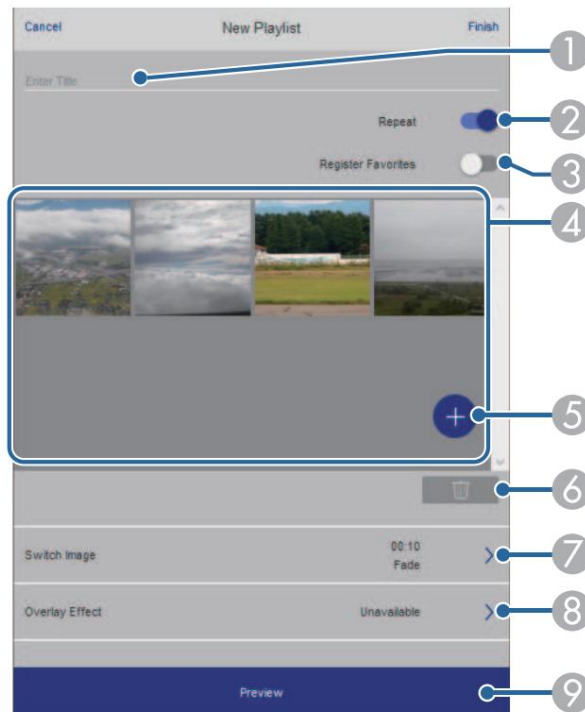 Cancel New Playlist Finish
Enter Title
1
Repeat
2
Register Favorites
3
4
5
6
Switch Image 00:10
Fade
7
Overlay Effect Unavailable
8
Preview
9